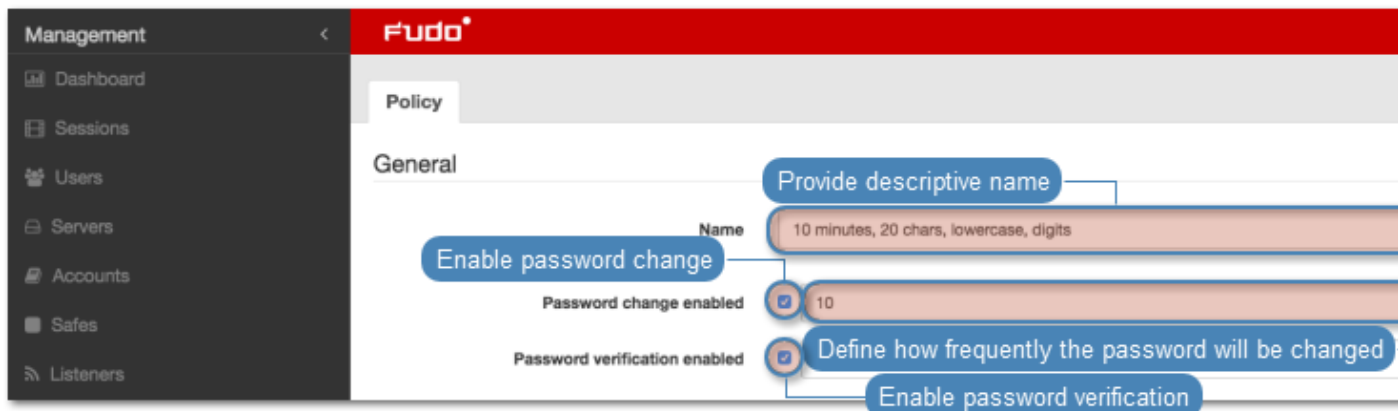 Management
Fudo
Dashboard
Policy
Sessions
General
Users
Provide descriptive name
Servers
Name 10 minutes, 20 chars, lowercase, digits
Enable password change
Accounts
Password change enabled 10
Safes
Define how frequently the password will be changed
Password verification enabled
Listeners
Enable password verification